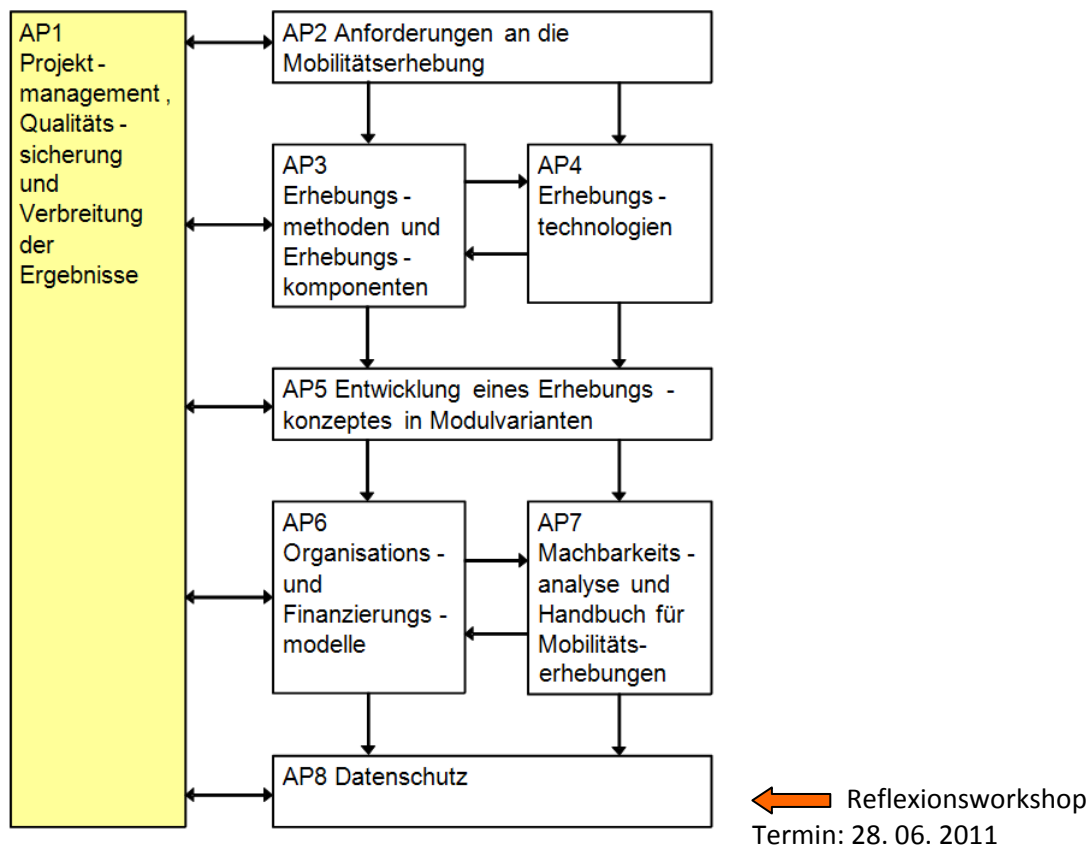 AP1
Projekt -
management ,
Qualitäts -
sicherung
und
Verbreitung
der
Ergebnisse
AP2 Anforderungen an die
Mobilitätserhebung
AP3
Erhebungs -
methoden und
Erhebungs -
komponenten
AP4
Erhebungs -
technologien
AP5 Entwicklung eines Erhebungs -
konzeptes in Modulvarianten
AP6
Organisations -
und
Finanzierungs -
modelle
AP7
Machbarkeits -
analyse und
Handbuch für
Mobilitäts-
erhebungen
AP8 Datenschutz
Reflexionsworkshop
Termin: 28. 06. 2011